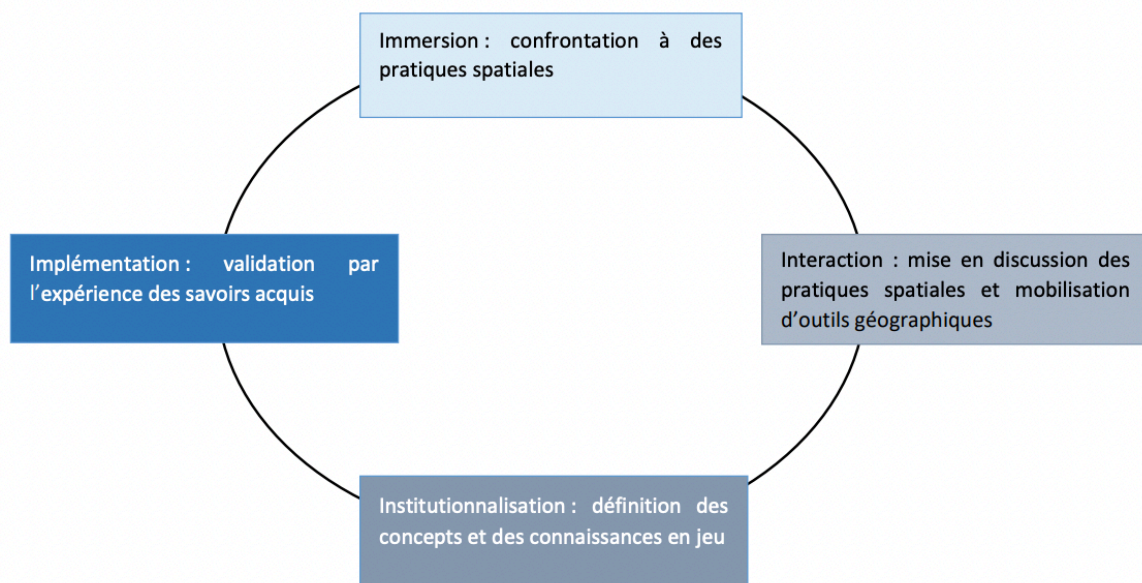 Immersion : confrontation à des
pratiques spatiales
Implémentation : validation par
l'expérience des savoirs acquis
Interaction : mise en discussion des
pratiques spatiales et mobilisation
d'outils géographiques
Institutionnalisation : définition des
concepts et des connaissances en jeu